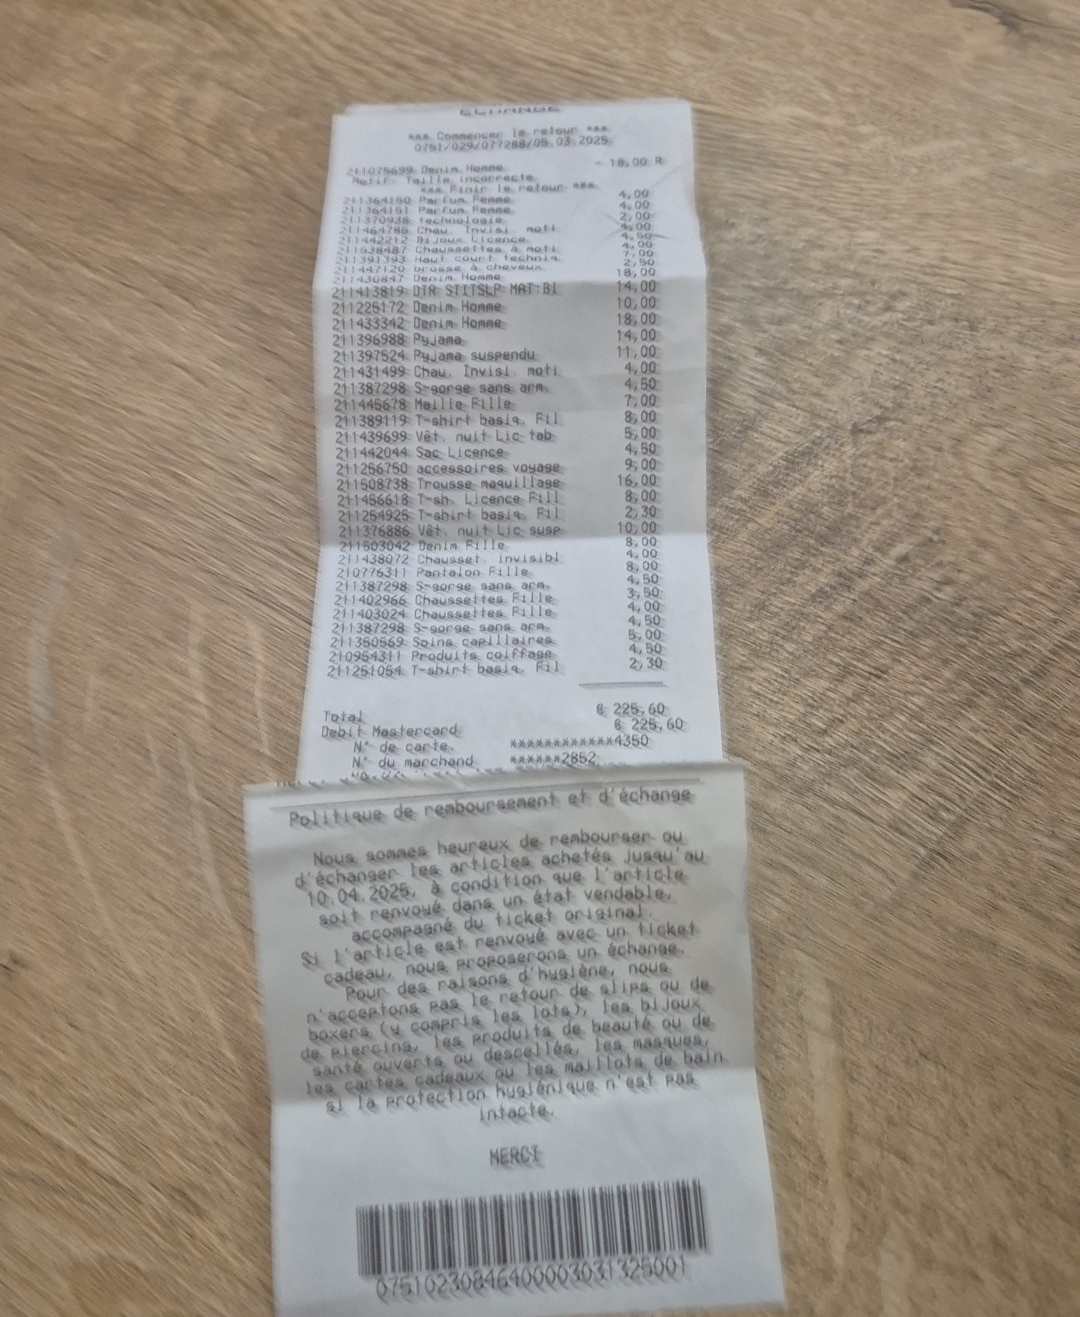 ECHANGE
*** Commencer le retour ***
0751/029/077288/05.03.2025
211075699 Denim Homme - 18,00 R
Motif. Taille incorrecte
*** Finir le retour ***
211364150 Parfum Femme 4,00
211364151 Parfum Femme 4,00
211370938 technologie 2,00
211464786 Chau. Invisi. moti 4,00
211442212 Bijoux Licence 4,50
211538487 Chaussettes à moti 4,00
211391393 Haut court techniq 7,00
211447120 brosse à cheveux 2,50
211430847 Denim Homme 18,00
211413819 DTR STITSLP MAT:Bl 14,00
211225172 Denim Homme 10,00
211433342 Denim Homme 18,00
211396988 Pyjama 14,00
211397524 Pyjama suspendu 11,00
211431499 Chau. Invisi. moti 4,00
211387298 S-gorge sans arm. 4,50
211445678 Maille Fille 7,00
211389119 T-shirt basiq. Fil 8,00
211439699 Vêt. nuit Lic tab 5,00
211442044 Sac Licence 4,50
211256750 accessoires voyage 9,00
211508738 Trousse maquillage 16,00
211456618 T-sh. Licence Fill 8,00
211254925 T-shirt basiq. Fil 2,30
211376886 Vêt. nuit Lic susp 10,00
211503042 Denim Fille 8,00
211438072 Chausset. invisibl 4,00
210776311 Pantalon Fille 8,00
211387298 S-gorge sans arm. 4,50
211402966 Chaussettes Fille 3,50
211403024 Chaussettes Fille 4,00
211387298 S-gorge sans arm. 4,50
211350569 Soins capillaires 5,00
210954311 Produits coiffage 4,50
211251054 T-shirt basiq. Fil 2,30
Total € 225,60
Debit Mastercard € 225,60
N° de carte. ************4350
N° du marchand ******2852
Politique de remboursement et d'échange
Nous sommes heureux de rembourser ou
d'échanger les articles achetés jusqu'au
10.04.2025, à condition que l'article
soit renvoyé dans un état vendable,
accompagné du ticket original.
Si l'article est renvoyé avec un ticket
cadeau, nous proposerons un échange.
Pour des raisons d'hygiène, nous
n'acceptons pas le retour de slips ou de
boxers (y compris les lots), les bijoux
de piercing, les produits de beauté ou de
santé ouverts ou descellés, les masques,
les cartes cadeaux ou les maillots de bain
si la protection hygiénique n'est pas
intacte.
MERCI
07510230846400003031325001